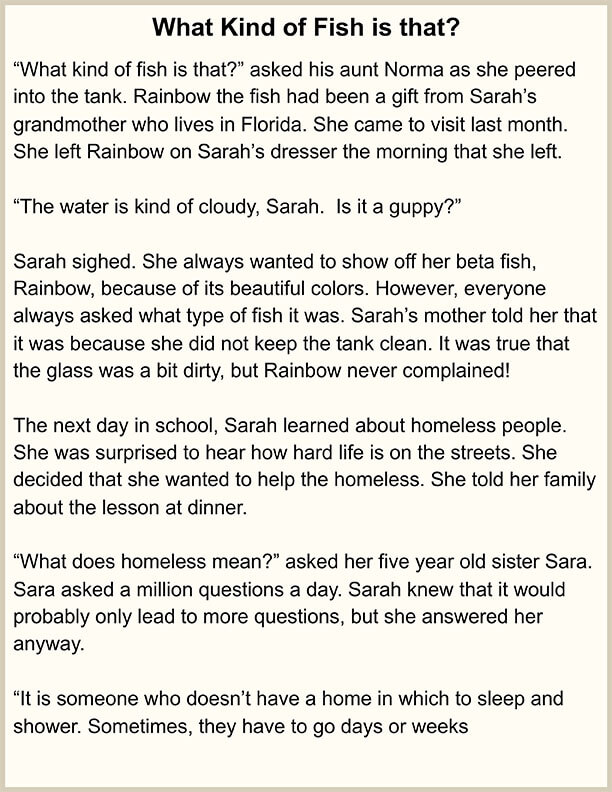 What Kind of Fish is that?
“What kind of fish is that?” asked his aunt Norma as she peered
into the tank. Rainbow the fish had been a gift from Sarah’s
grandmother who lives in Florida. She came to visit last month.
She left Rainbow on Sarah’s dresser the morning that she left.
“The water is kind of cloudy, Sarah.  Is it a guppy?”
Sarah sighed. She always wanted to show off her beta fish,
Rainbow, because of its beautiful colors. However, everyone
always asked what type of fish it was. Sarah’s mother told her that
it was because she did not keep the tank clean. It was true that
the glass was a bit dirty, but Rainbow never complained!
The next day in school, Sarah learned about homeless people.
She was surprised to hear how hard life is on the streets. She
decided that she wanted to help the homeless. She told her family
about the lesson at dinner.
“What does homeless mean?” asked her five year old sister Sara.
Sara asked a million questions a day. Sarah knew that it would
probably only lead to more questions, but she answered her
anyway.
“It is someone who doesn’t have a home in which to sleep and
shower. Sometimes, they have to go days or weeks